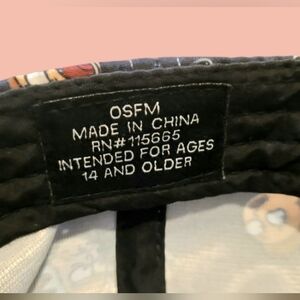 OSFM
MADE IN CHINA
RN#115665
INTENDED FOR AGES
14 AND OLDER